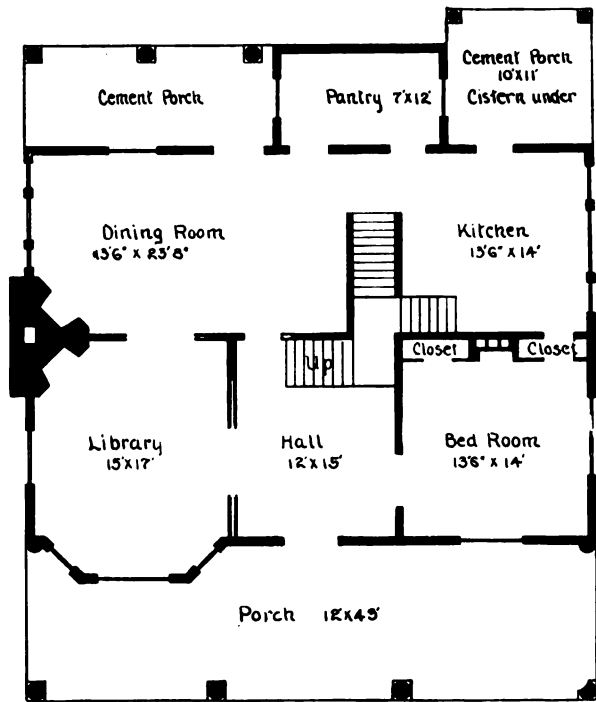 Cement Porch
10'X11'
Cistern under
Cement Porch
Pantry 7'X12'
Dining Room
13'6" X 23'8"
Kitchen
13'6" X 14'
Closet
Closet
Up
Library
15'X17'
Hall
12'X15'
Bed Room
13'6" X 14'
Porch 12'X43'